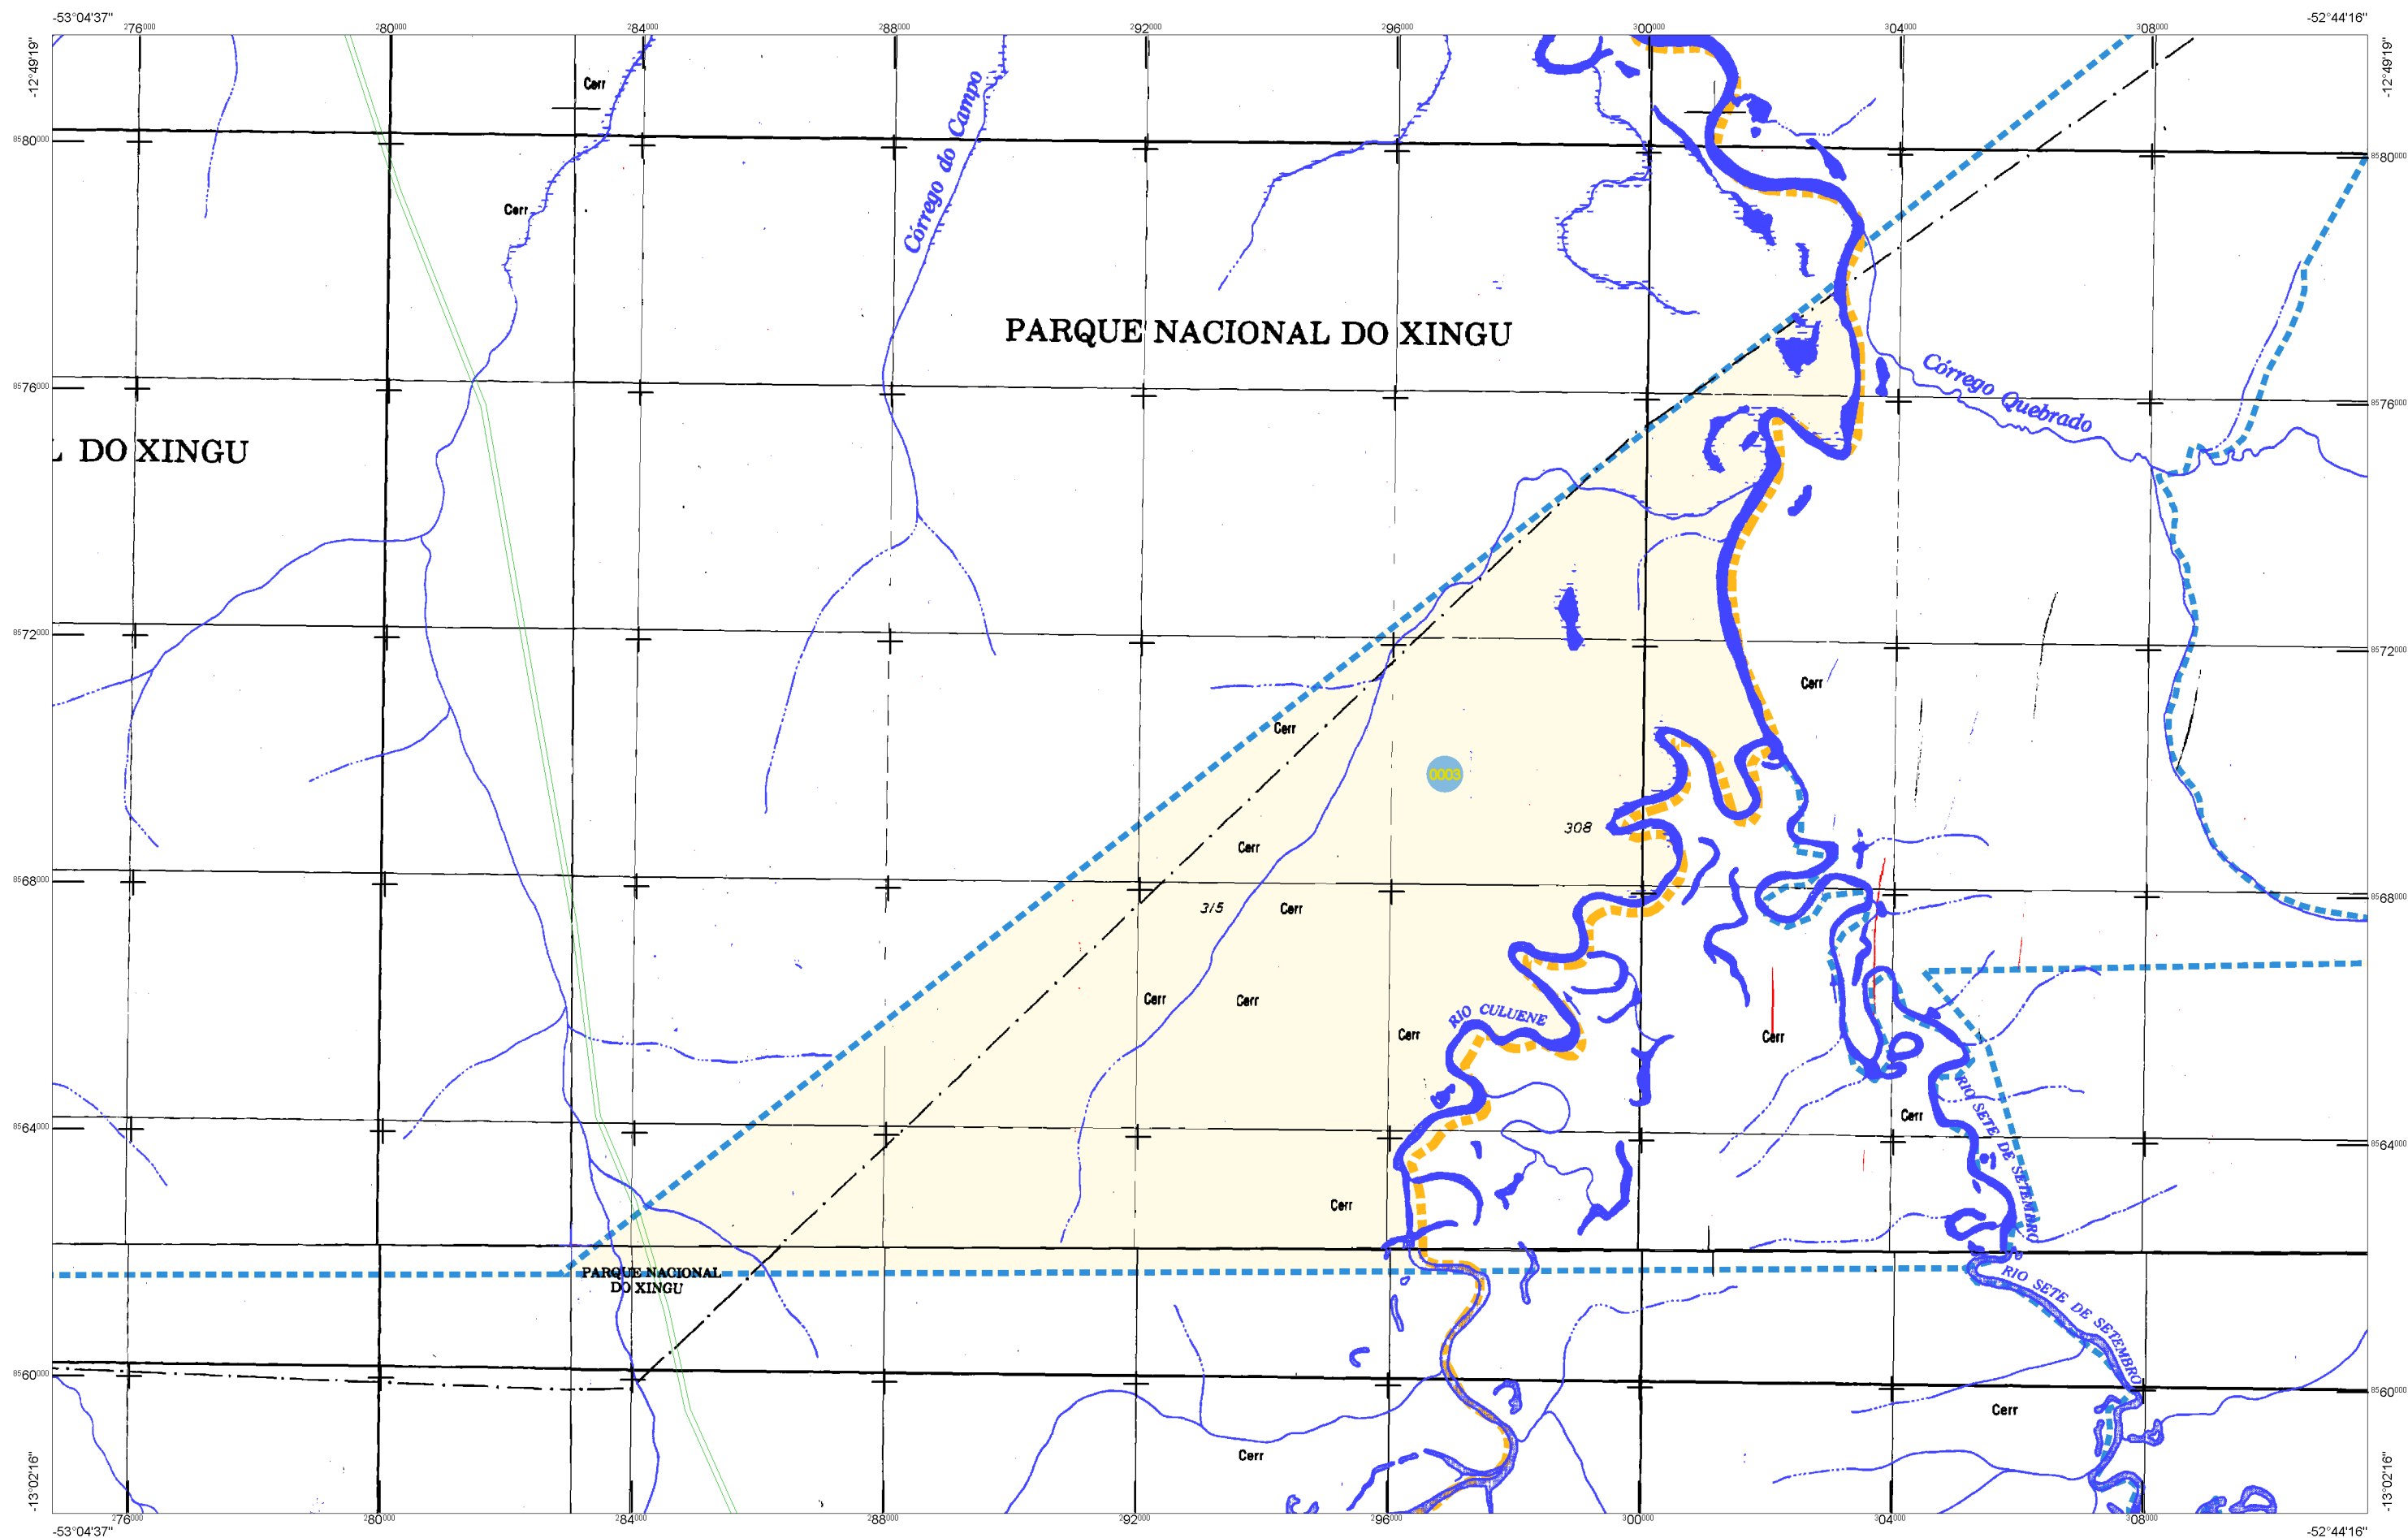 -53°04'37"
-52°44'16"
276000 280000 284000 288000 292000 296000 300000 304000 308000
-12°49'19"
-12°49'19"
Cerr
Córrego do Campo
8580000
8580000
Cerr
PARQUE NACIONAL DO XINGU
Córrego Quebrado
8576000
8576000
L DO XINGU
8572000
8572000
Cerr
Cerr
0003
308
Cerr
8568000
8568000
315
Cerr
Cerr
Cerr
RIO CULUENE
Cerr
Cerr
RIO SETE DE SETEMBRO
Cerr
8564000
8564000
Cerr
PARQUE NACIONAL
DO XINGU
RIO SETE DE SETEMBRO
8560000
8560000
Cerr
Cerr
-13°02'16"
-13°02'16"
276000 280000 284000 288000 292000 296000 300000 304000 308000
-53°04'37"
-52°44'16"